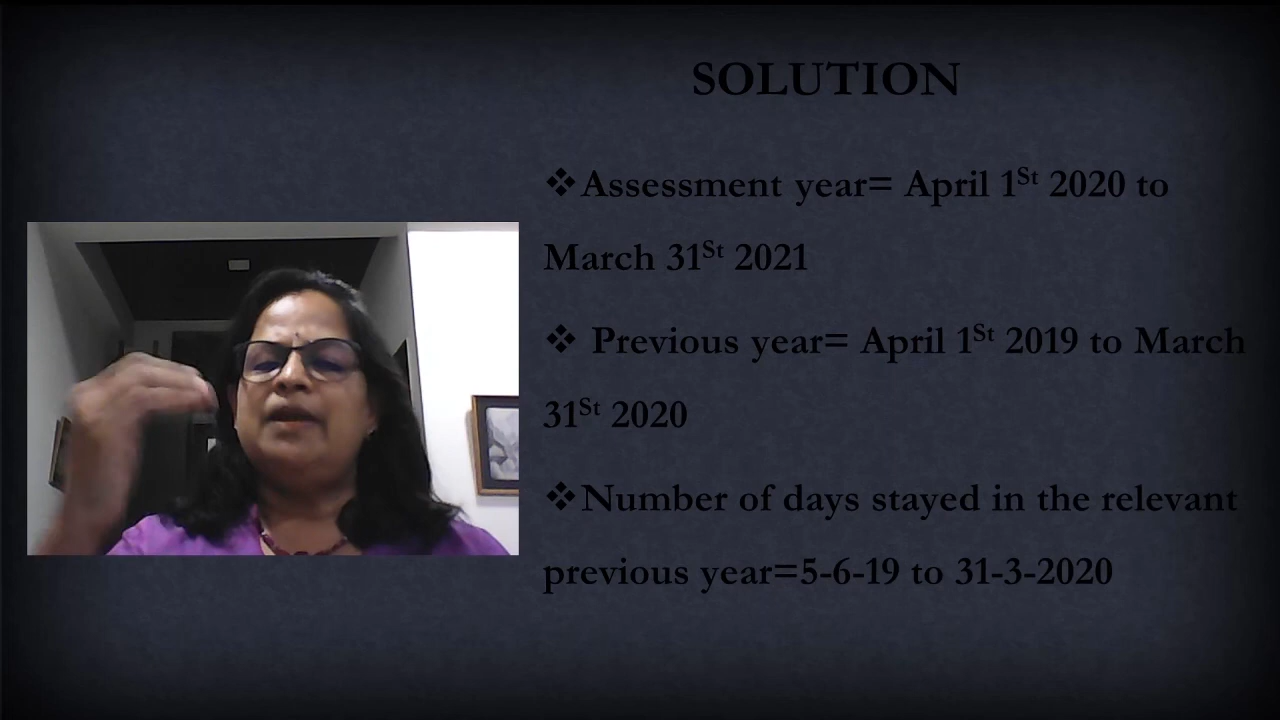 SOLUTION
❖Assessment year= April 1St 2020 to
March 31St 2021
❖ Previous year= April 1St 2019 to March
31St 2020
❖Number of days stayed in the relevant
previous year=5-6-19 to 31-3-2020